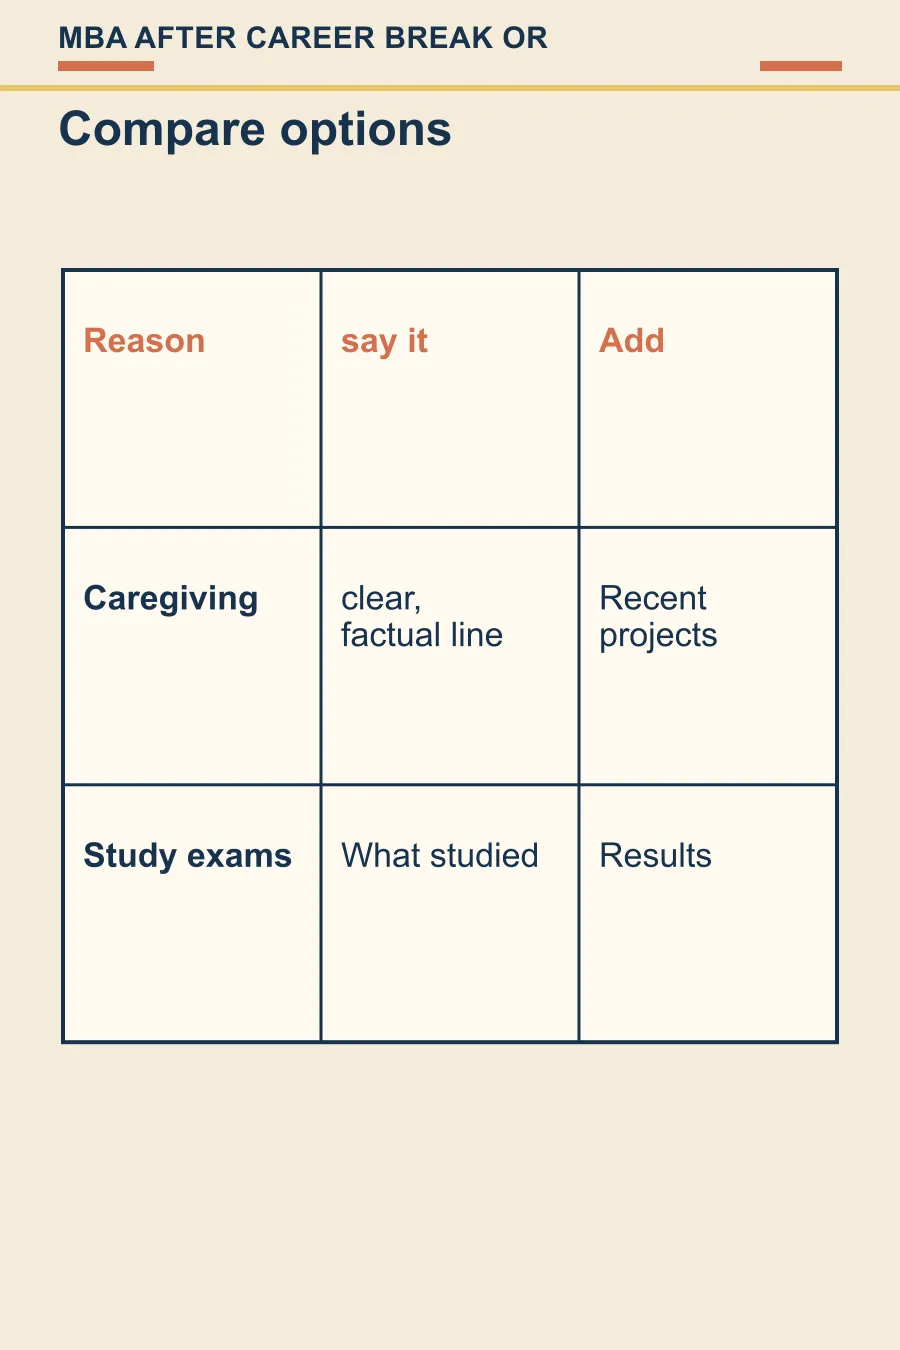 MBA AFTER CAREER BREAK OR
Compare options
Reason
say it
Add
Caregiving
clear,
factual line
Recent
projects
Study exams
What studied
Results